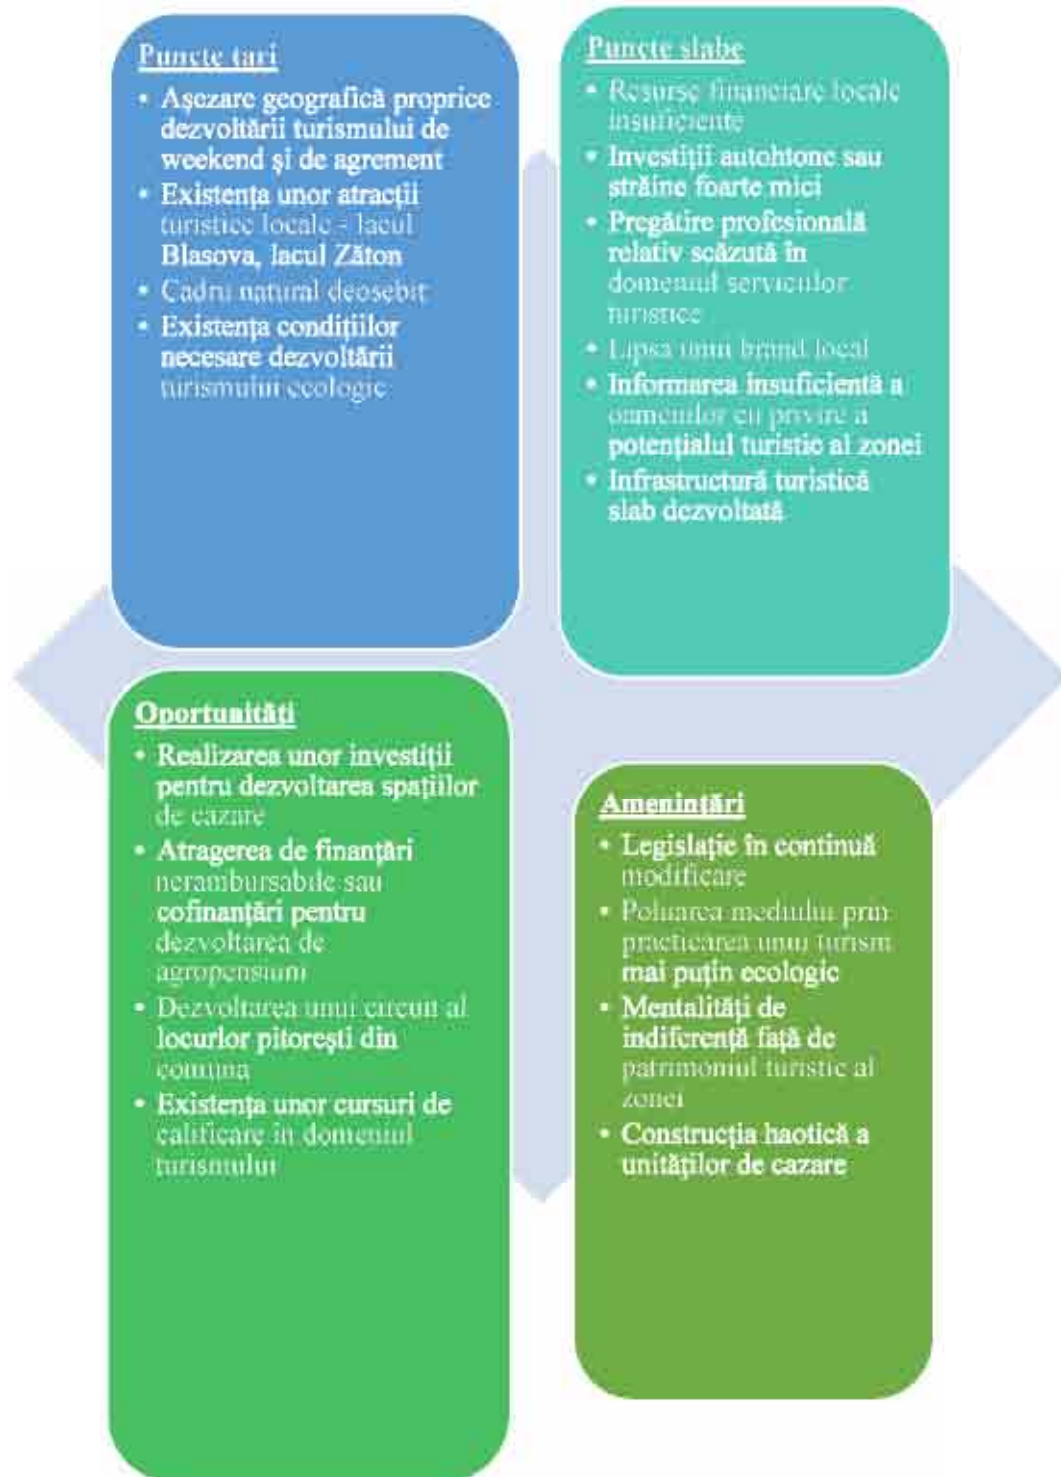 Puncte tari
• Așezare geografică proprice
dezvoltării turismului de
weekend și de agrement
• Existența unor atracții
turistice locale - lacul
Blasova, lacul Zăton
• Cadru natural deosebit
• Existența condițiilor
necesare dezvoltării
turismului ecologic
Puncte slabe
• Resurse financiare locale
insuficiente
• Investiții autohtone sau
străine foarte mici
• Pregătire profesională
relativ scăzută în
domeniul serviciilor
turistice
• Lipsa unui brand local
• Informarea insuficientă a
oamenilor cu privire a
potențialul turistic al zonei
• Infrastructură turistică
slab dezvoltată
Oportunități
• Realizarea unor investiții
pentru dezvoltarea spațiilor
de cazare
• Atragerea de finanțări
nerambursabile sau
cofinanțări pentru
dezvoltarea de
agropensiuni
• Dezvoltarea unui circuit al
locurlor pitorești din
comuna
• Existența unor cursuri de
calificare in domeniul
turismului
Amenințări
• Legislație în continuă
modificare
• Poluarea mediului prin
practicarea unui turism
mai puțin ecologic
• Mentalități de
indiferență față de
patrimoniul turistic al
zonei
• Construcția haotică a
unităților de cazare